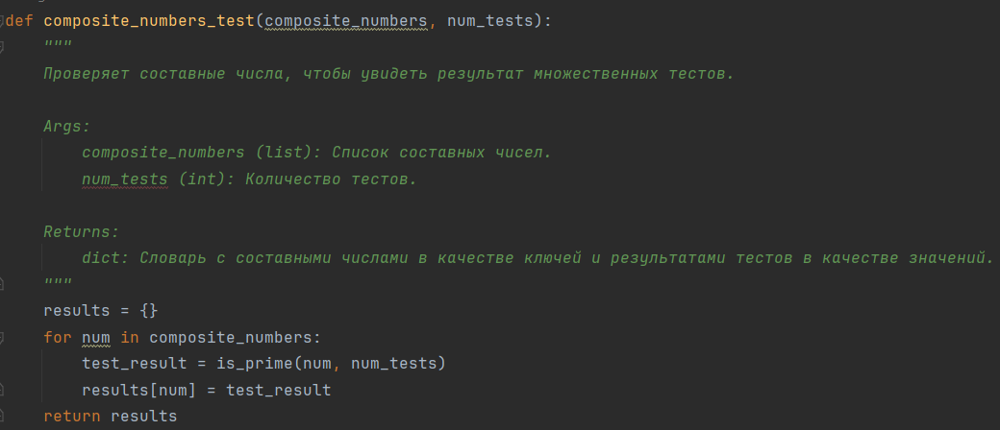 def composite_numbers_test(composite_numbers, num_tests):
    """
    Проверяет составные числа, чтобы увидеть результат множественных тестов.

    Args:
        composite_numbers (list): Список составных чисел.
        num_tests (int): Количество тестов.

    Returns:
        dict: Словарь с составными числами в качестве ключей и результатами тестов в качестве значений.
    """
    results = {}
    for num in composite_numbers:
        test_result = is_prime(num, num_tests)
        results[num] = test_result
    return results